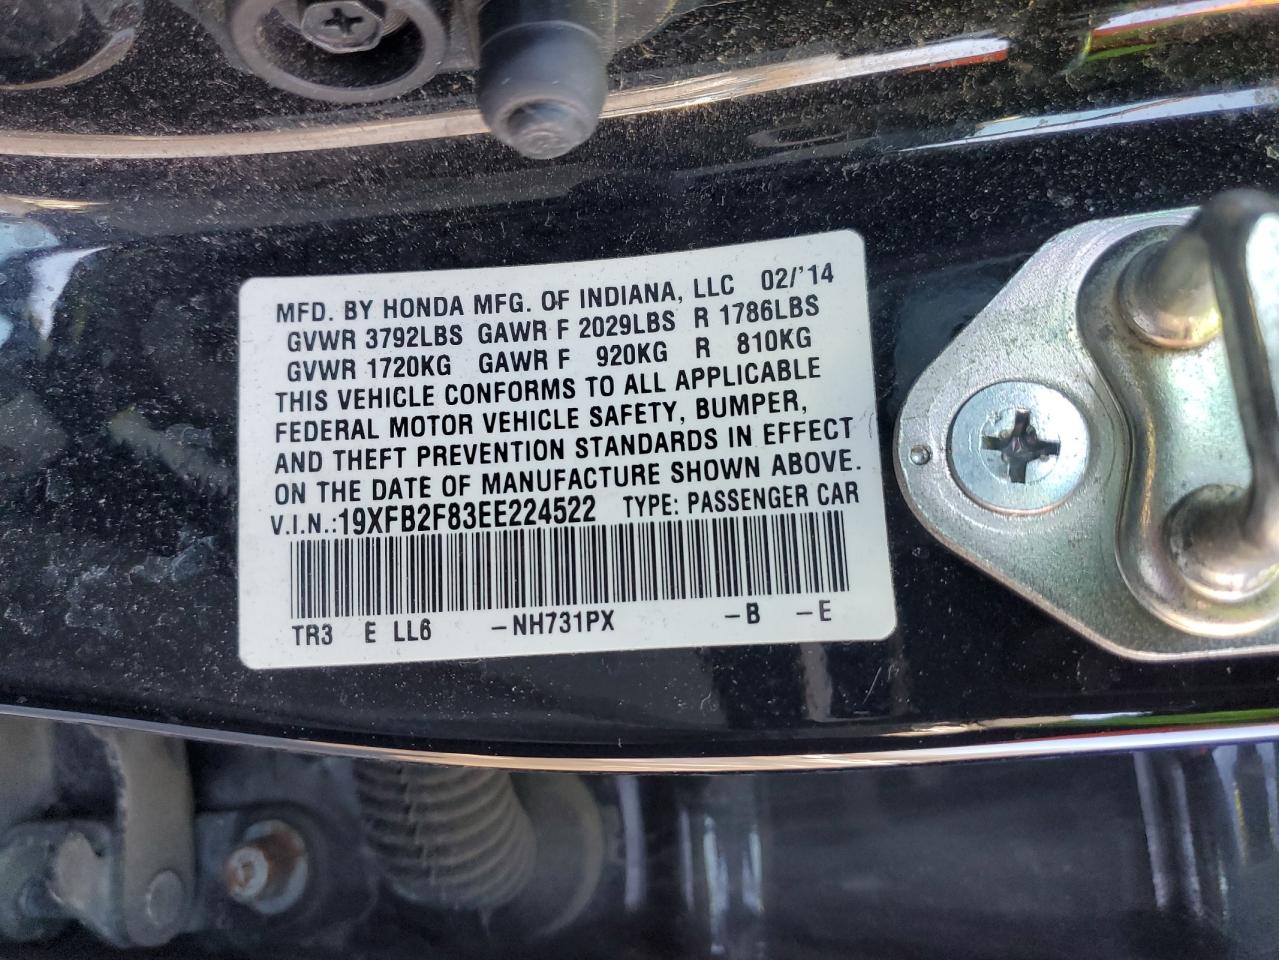 MFD. BY HONDA MFG. OF INDIANA, LLC 02/'14
GVWR 3792LBS GAWR F 2029LBS R 1786LBS
GVWR 1720KG GAWR F 920KG R 810KG
THIS VEHICLE CONFORMS TO ALL APPLICABLE
FEDERAL MOTOR VEHICLE SAFETY, BUMPER,
AND THEFT PREVENTION STANDARDS IN EFFECT
ON THE DATE OF MANUFACTURE SHOWN ABOVE.
V.I.N.:19XFB2F83EE224522 TYPE: PASSENGER CAR
TR3 E LL6 –NH731PX –B –E